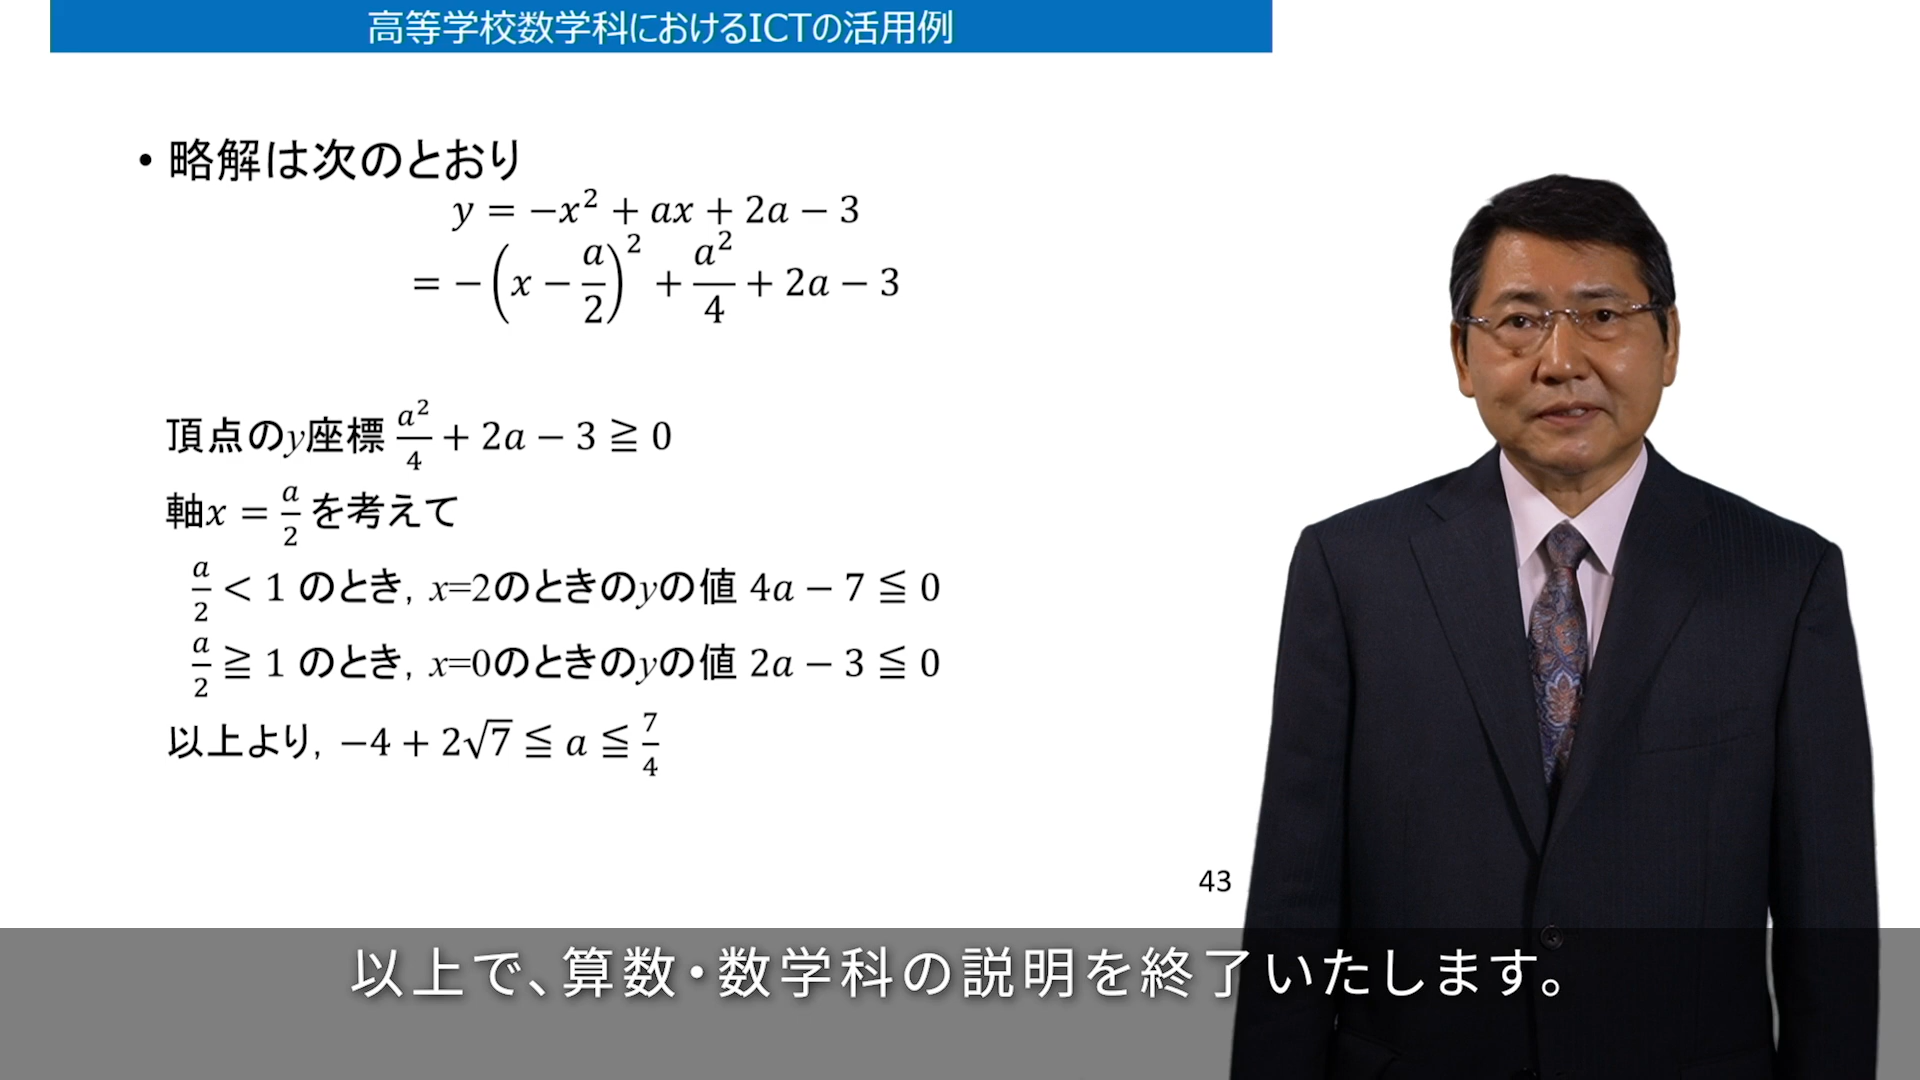 高等学校数学科におけるICTの活用例
• 略解は次のとおり
y = −x² + ax + 2a − 3
= −(x − a/2)² + a²/4 + 2a − 3
頂点のy座標 a²/4 + 2a − 3 ≧ 0
軸x = a/2 を考えて
a/2 < 1 のとき, x=2のときのyの値 4a − 7 ≦ 0
a/2 ≧ 1 のとき, x=0のときのyの値 2a − 3 ≦ 0
以上より, −4 + 2√7 ≦ a ≦ 7/4
43
以上で、算数・数学科の説明を終了いたします。